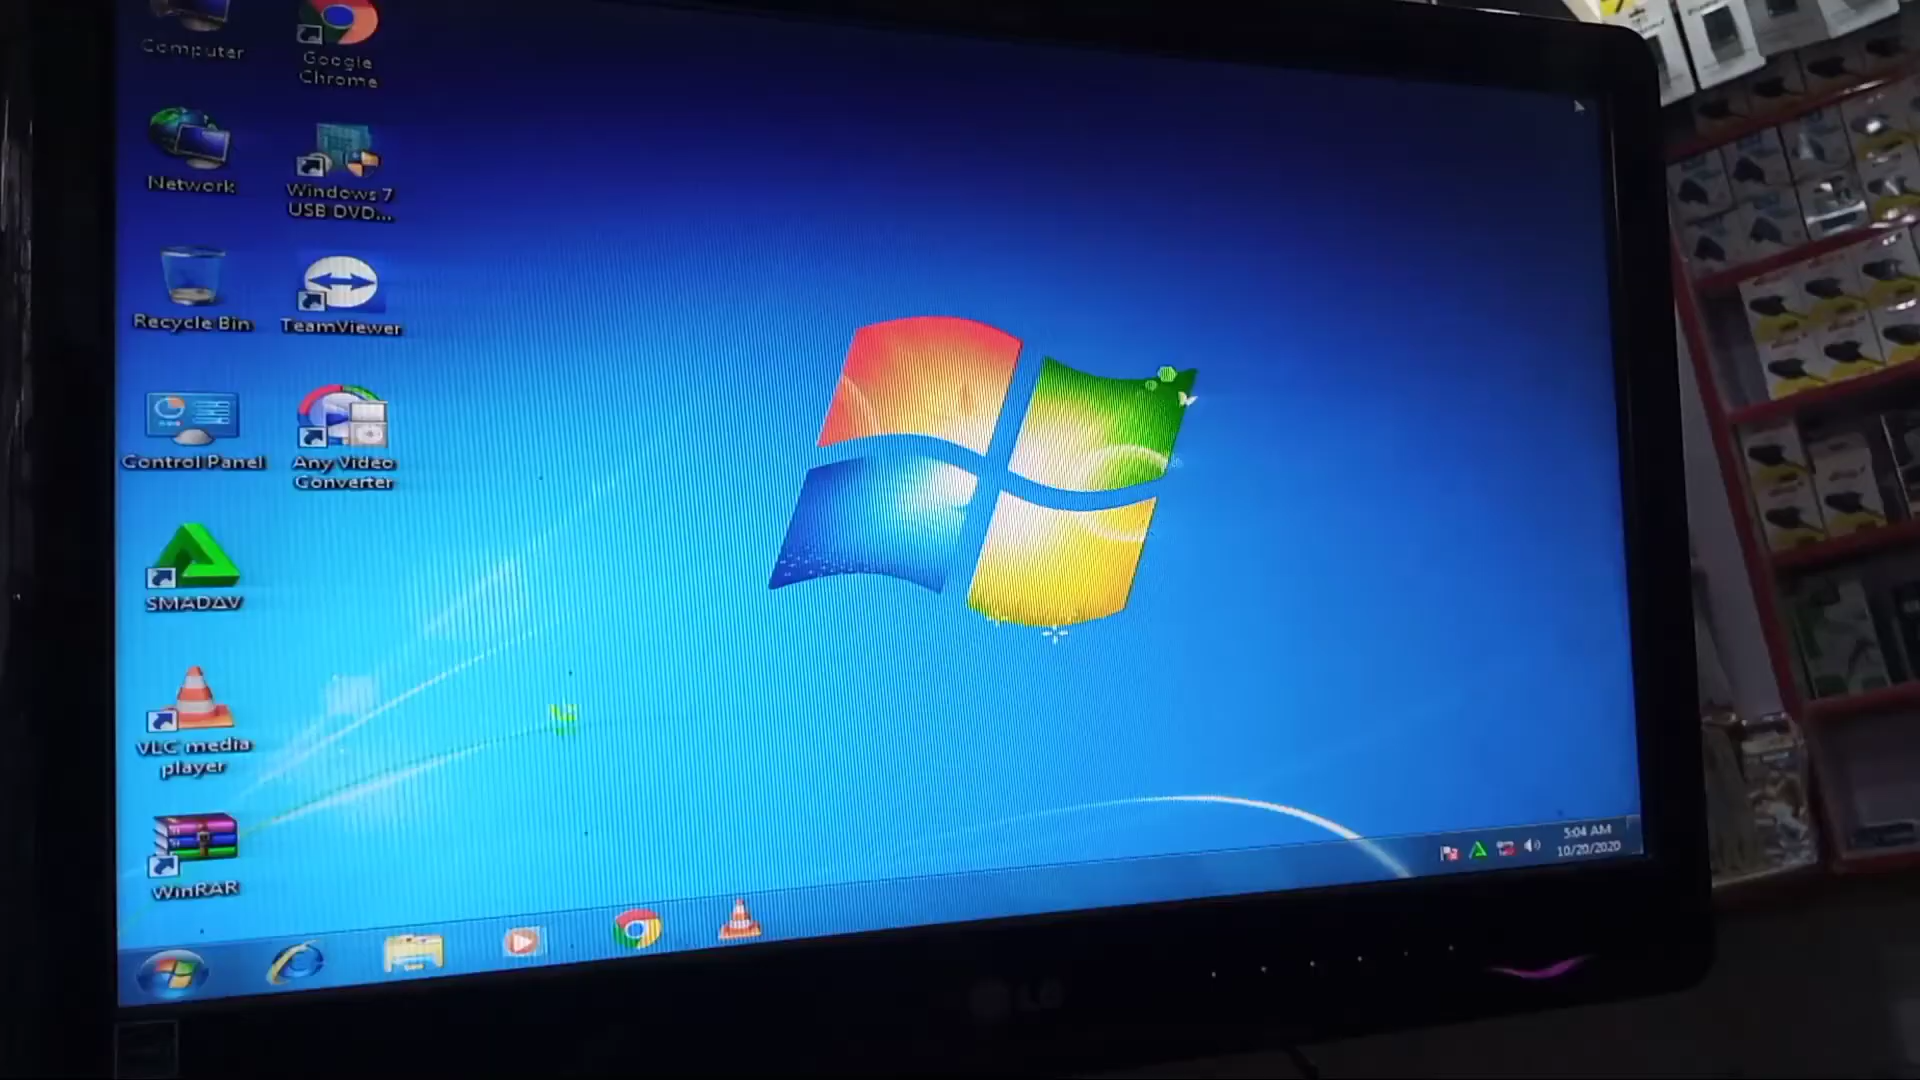 Computer
Google
Chrome
Network
Windows 7
USB DVD...
Recycle Bin
TeamViewer
Control Panel
Any Video
Converter
SMADAV
VLC media
player
WinRAR
5:04 AM
10/20/2020
LG